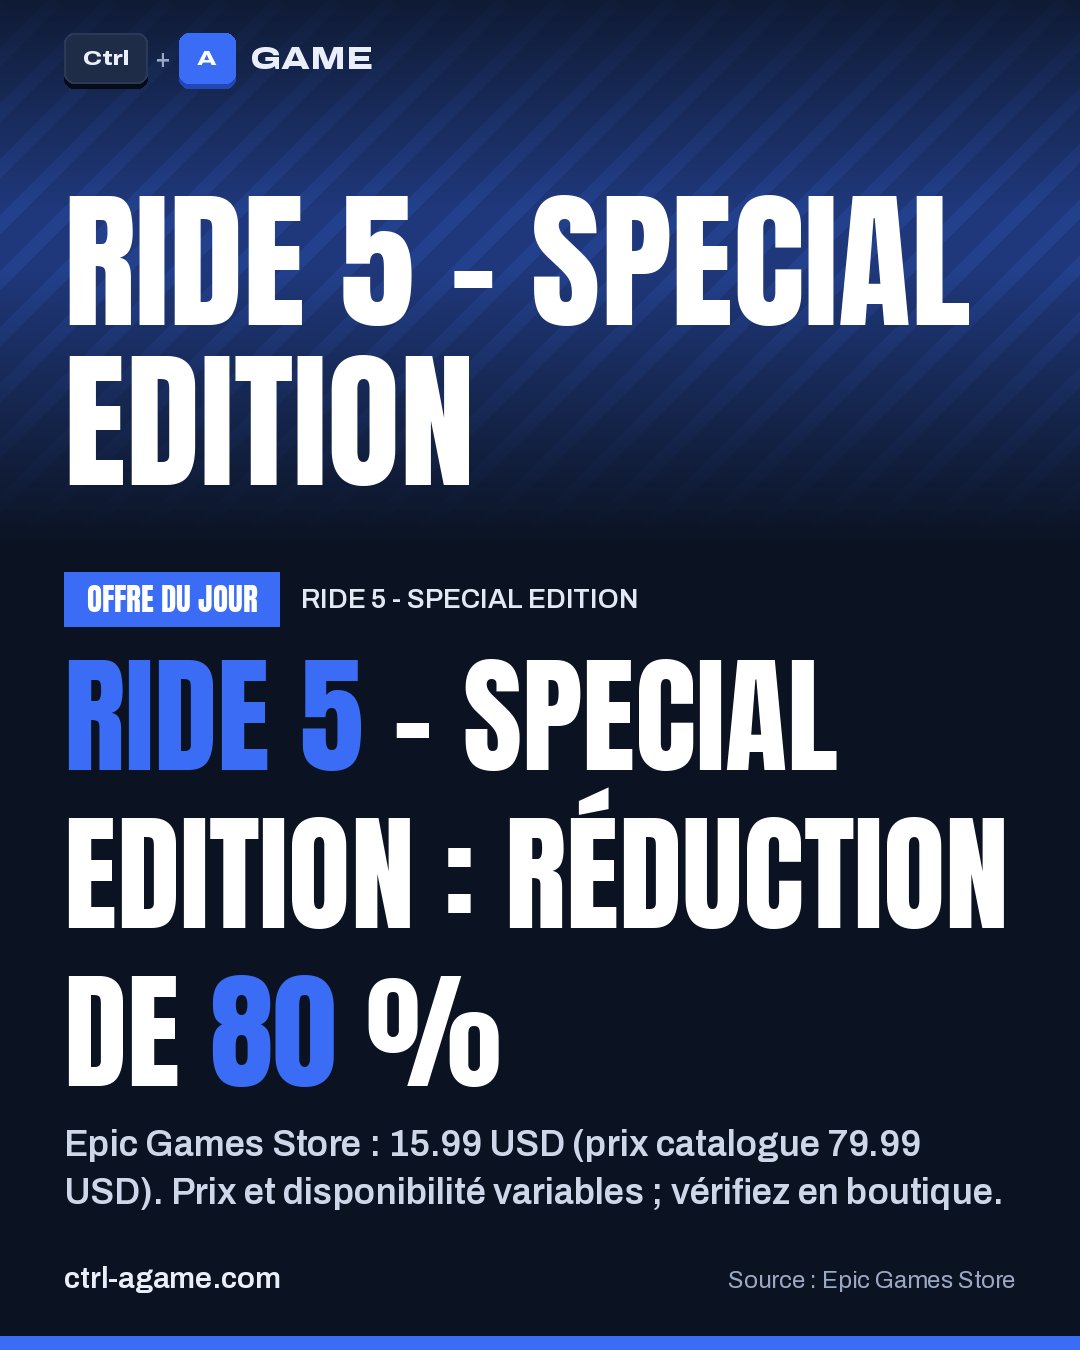 Ctrl + A GAME
RIDE 5 - SPECIAL
EDITION
OFFRE DU JOUR RIDE 5 - SPECIAL EDITION
RIDE 5 - SPECIAL
EDITION : RÉDUCTION
DE 80 %
Epic Games Store : 15.99 USD (prix catalogue 79.99
USD). Prix et disponibilité variables ; vérifiez en boutique.
ctrl-agame.com Source : Epic Games Store